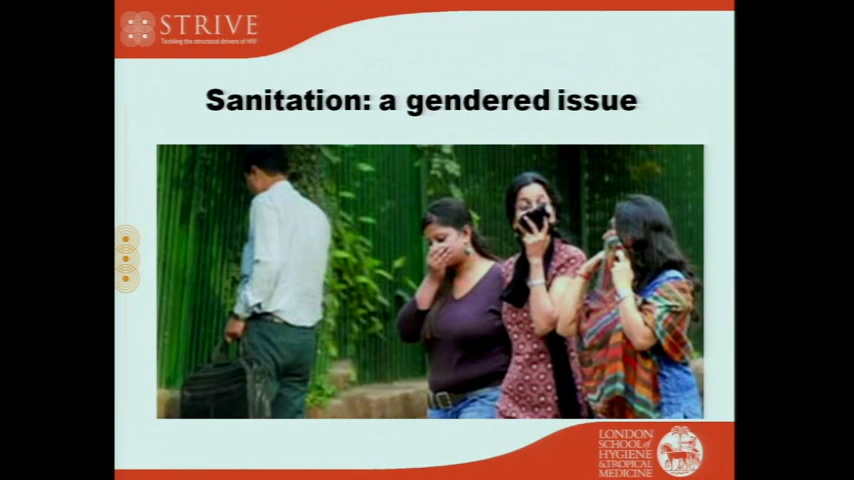 STRIVE
Tackling the structural drivers of HIV
Sanitation: a gendered issue
LONDON
SCHOOL of
HYGIENE
& TROPICAL
MEDICINE